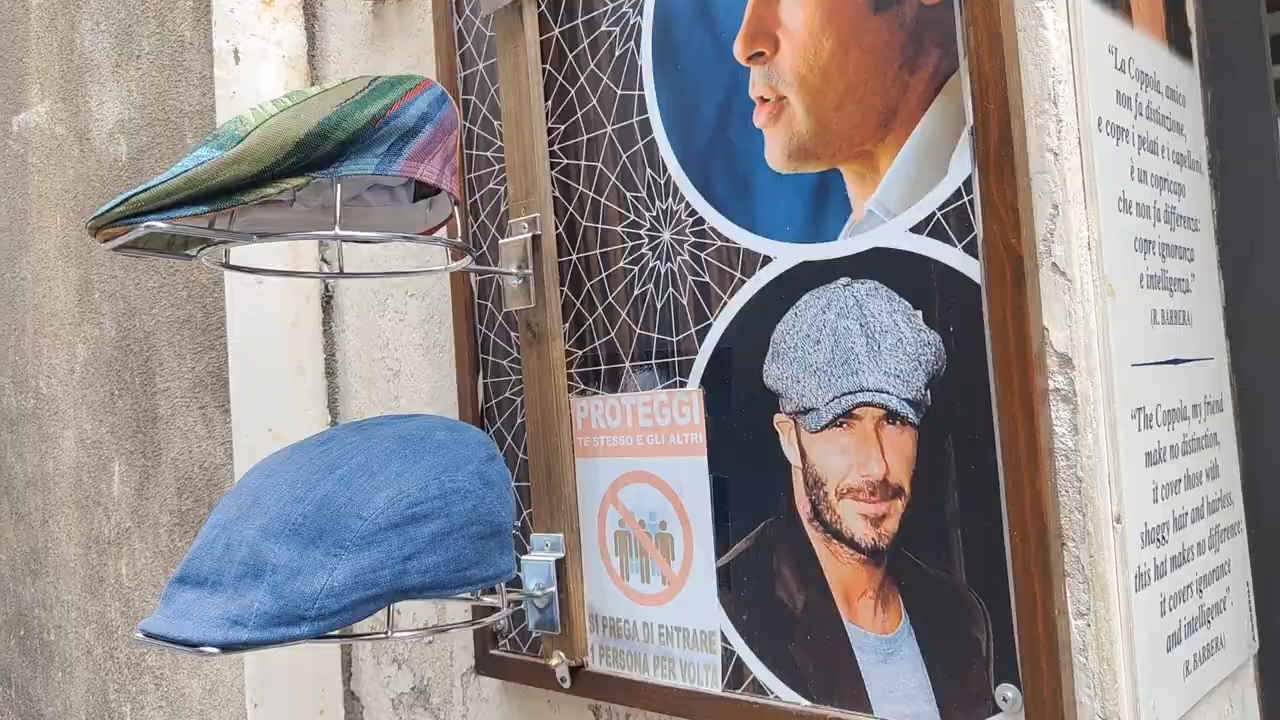 PROTEGGI
TE STESSO E GLI ALTRI
SI PREGA DI ENTRARE
1 PERSONA PER VOLTA
“La Coppola, amico
non fa distinzione,
e copre i pelati e i capelloni
è un copricapo
che non fa differenza:
copre ignoranza
e intelligenza.”
(R. BARBERA)
“The Coppola, my friend
make no distinction,
it cover those with
shaggy hair and hairless,
this hat makes no difference:
it covers ignorance
and intelligence”.
(R. BARBERA)